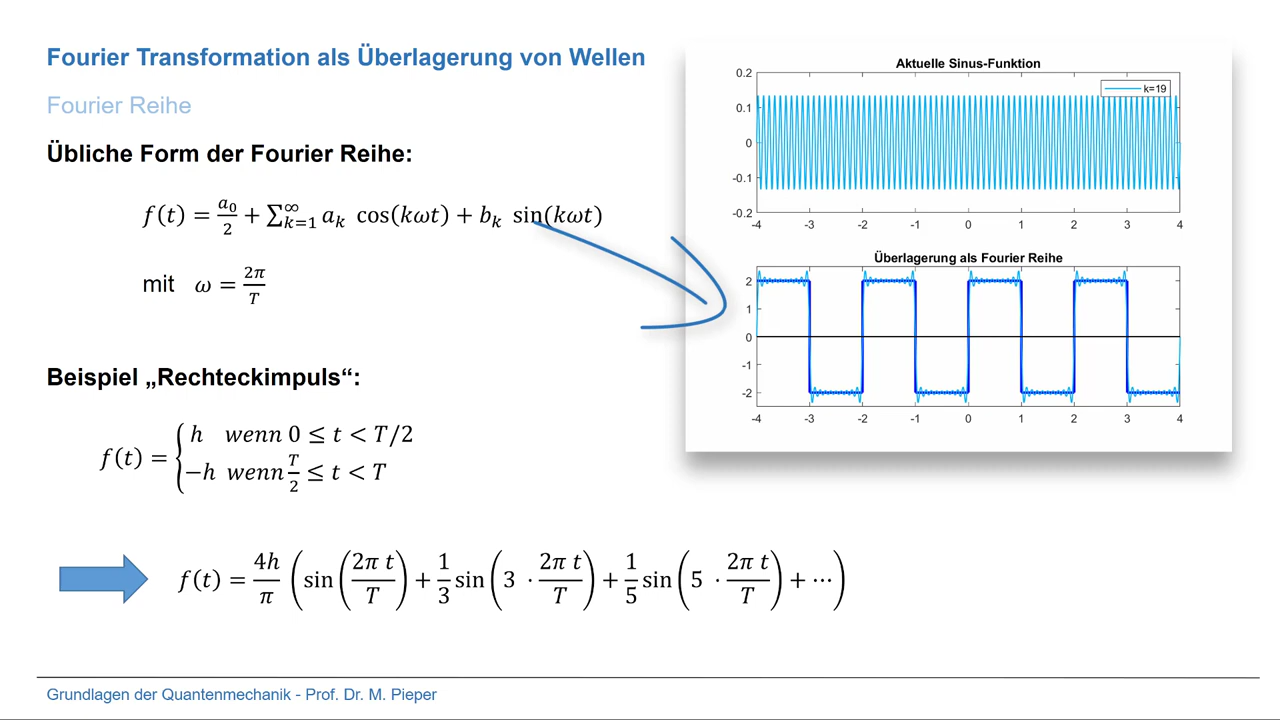 Fourier Transformation als Überlagerung von Wellen
Fourier Reihe
Übliche Form der Fourier Reihe:
f(t) = a₀/2 + ∑_{k=1}^{∞} a_k cos(kωt) + b_k sin(kωt)
mit ω = 2π/T
Beispiel „Rechteckimpuls“:
f(t) = { h wenn 0 ≤ t < T/2
−h wenn T/2 ≤ t < T
f(t) = 4h/π (sin(2π t/T) + 1/3 sin(3 · 2π t/T) + 1/5 sin(5 · 2π t/T) + ⋯)
Aktuelle Sinus-Funktion
k=19
0.2
0.1
0
-0.1
-0.2
-4 -3 -2 -1 0 1 2 3 4
Überlagerung als Fourier Reihe
2
1
0
-1
-2
-4 -3 -2 -1 0 1 2 3 4
Grundlagen der Quantenmechanik - Prof. Dr. M. Pieper